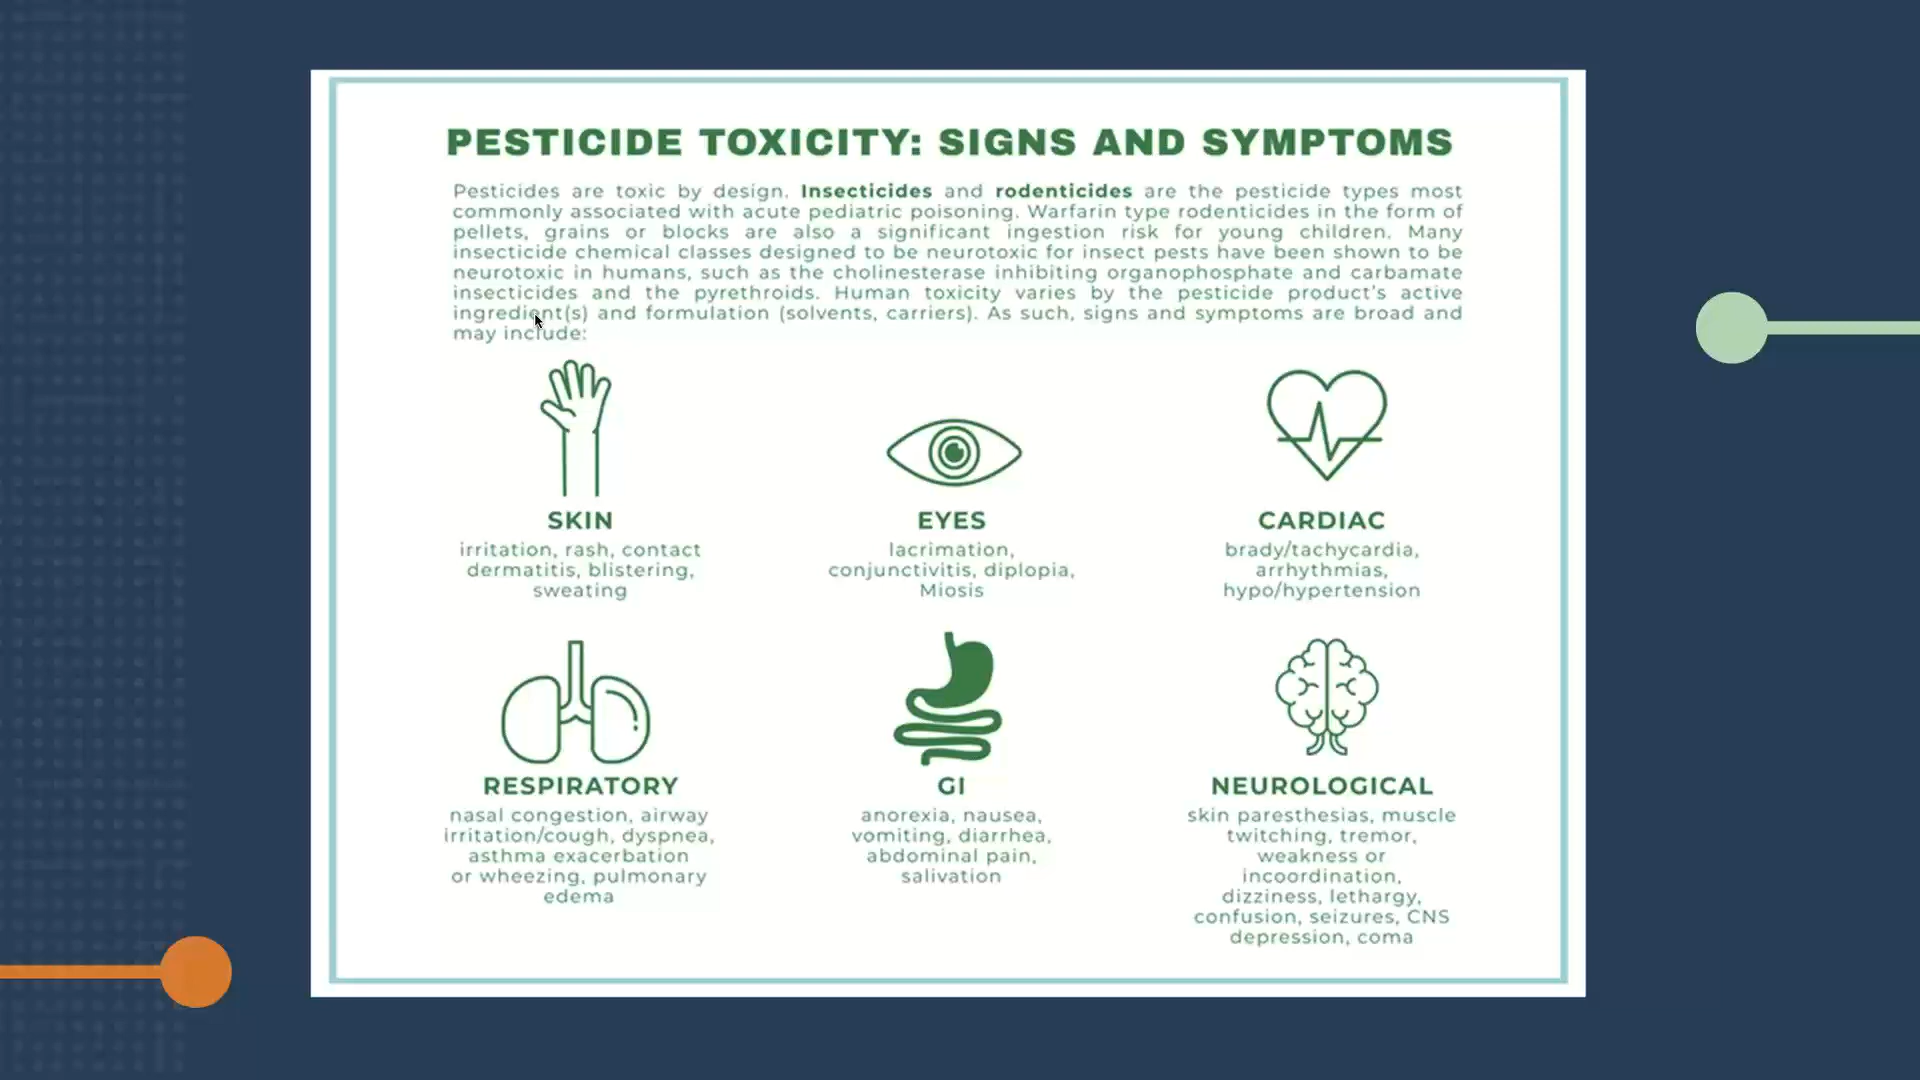 PESTICIDE TOXICITY: SIGNS AND SYMPTOMS
Pesticides are toxic by design. Insecticides and rodenticides are the pesticide types most
commonly associated with acute pediatric poisoning. Warfarin type rodenticides in the form of
pellets, grains or blocks are also a significant ingestion risk for young children. Many
insecticide chemical classes designed to be neurotoxic for insect pests have been shown to be
neurotoxic in humans, such as the cholinesterase inhibiting organophosphate and carbamate
insecticides and the pyrethroids. Human toxicity varies by the pesticide product's active
ingredient(s) and formulation (solvents, carriers). As such, signs and symptoms are broad and
may include:
SKIN
irritation, rash, contact
dermatitis, blistering,
sweating
EYES
lacrimation,
conjunctivitis, diplopia,
Miosis
CARDIAC
brady/tachycardia,
arrhythmias,
hypo/hypertension
RESPIRATORY
nasal congestion, airway
irritation/cough, dyspnea,
asthma exacerbation
or wheezing, pulmonary
edema
GI
anorexia, nausea,
vomiting, diarrhea,
abdominal pain,
salivation
NEUROLOGICAL
skin paresthesias, muscle
twitching, tremor,
weakness or
incoordination,
dizziness, lethargy,
confusion, seizures, CNS
depression, coma